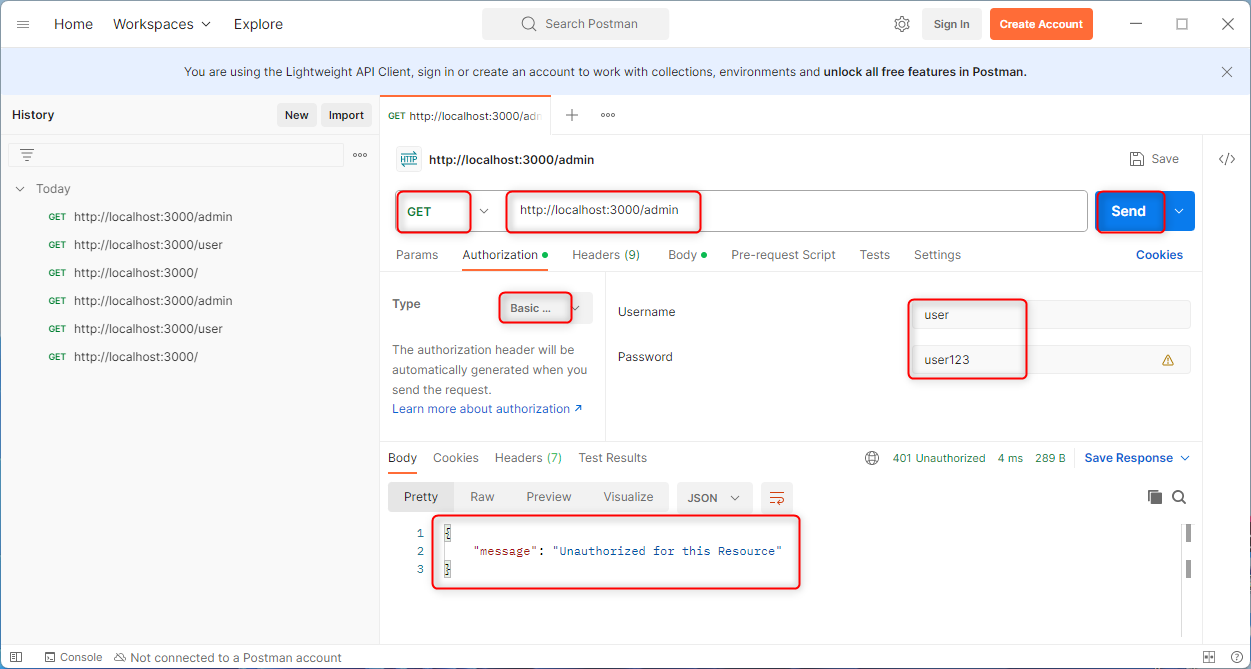 Home Workspaces Explore Search Postman Sign In Create Account
You are using the Lightweight API Client, sign in or create an account to work with collections, environments and unlock all free features in Postman.
History New Import
Today
GET http://localhost:3000/admin
GET http://localhost:3000/user
GET http://localhost:3000/
GET http://localhost:3000/admin
GET http://localhost:3000/user
GET http://localhost:3000/
GET http://localhost:3000/adm
HTTP http://localhost:3000/admin Save
GET http://localhost:3000/admin Send
Params Authorization Headers (9) Body Pre-request Script Tests Settings Cookies
Type Basic ...
The authorization header will be
automatically generated when you
send the request.
Learn more about authorization ↗
Username user
Password user123
Body Cookies Headers (7) Test Results 401 Unauthorized 4 ms 289 B Save Response
Pretty Raw Preview Visualize JSON
1 {
2 "message": "Unauthorized for this Resource"
3 }
Console Not connected to a Postman account